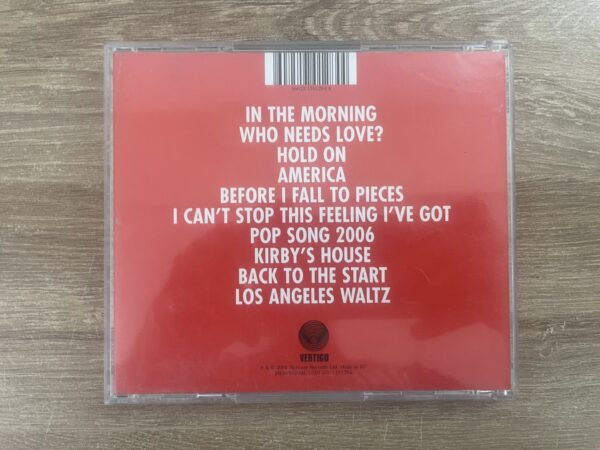 IN THE MORNING
WHO NEEDS LOVE?
HOLD ON
AMERICA
BEFORE I FALL TO PIECES
I CAN'T STOP THIS FEELING I'VE GOT
POP SONG 2006
KIRBY'S HOUSE
BACK TO THE START
LOS ANGELES WALTZ
VERTIGO